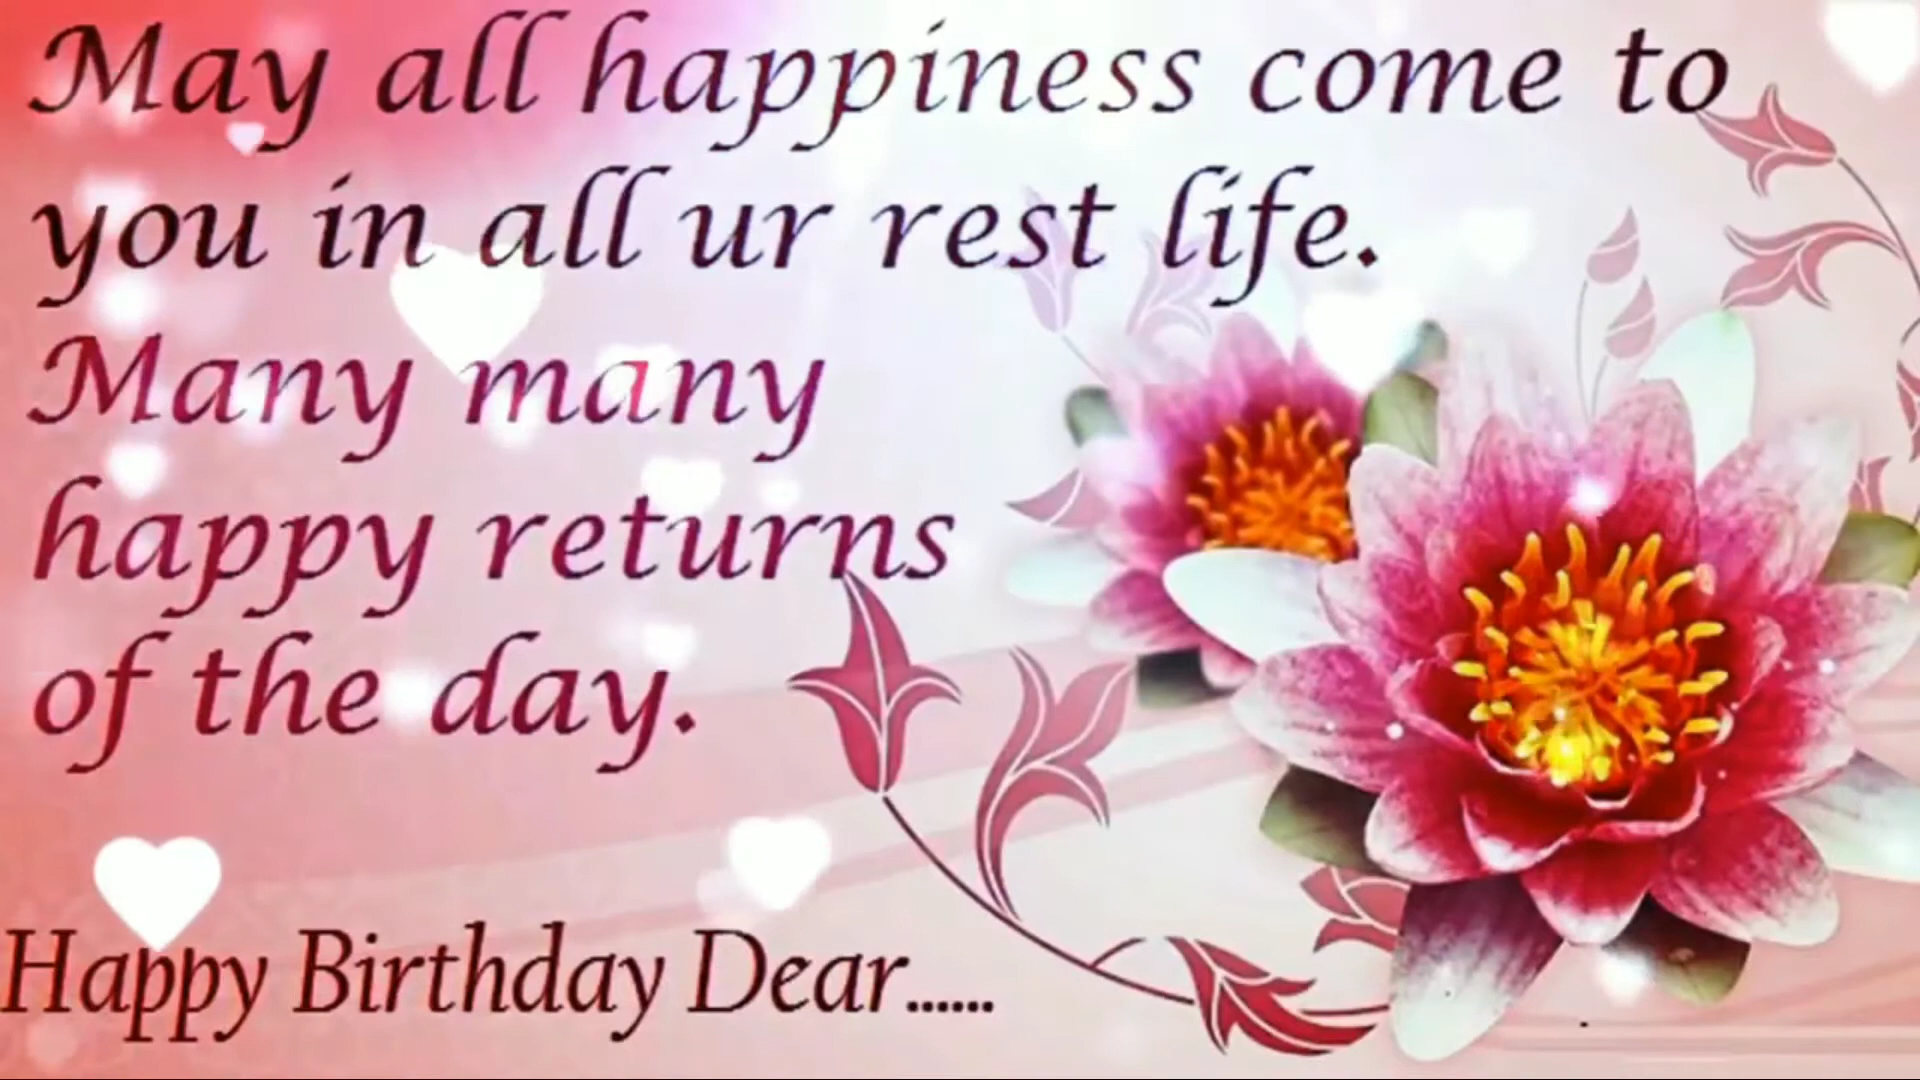 May all happiness come to
you in all ur rest life.
Many many
happy returns
of the day.
Happy Birthday Dear......